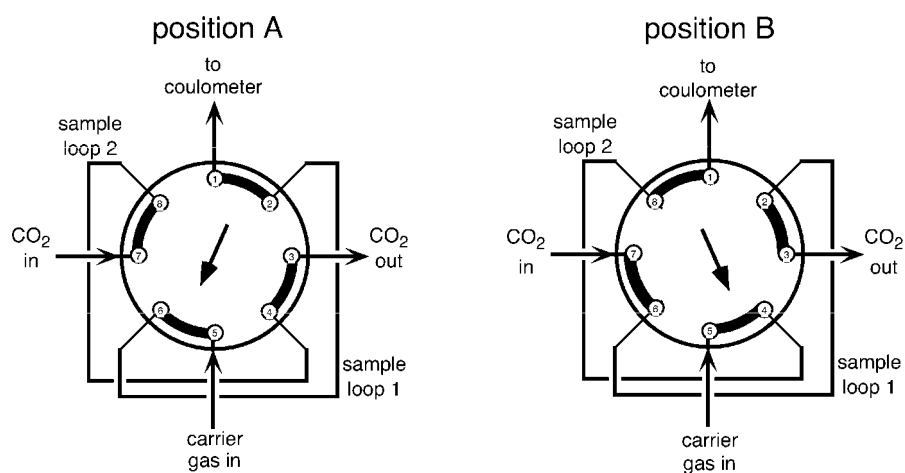 position A
to
coulometer
sample
loop 2
1
2
8
CO2
in
7
3
CO2
out
6
4
5
sample
loop 1
carrier
gas in
position B
to
coulometer
sample
loop 2
1
8
2
CO2
in
7
3
CO2
out
6
4
5
sample
loop 1
carrier
gas in